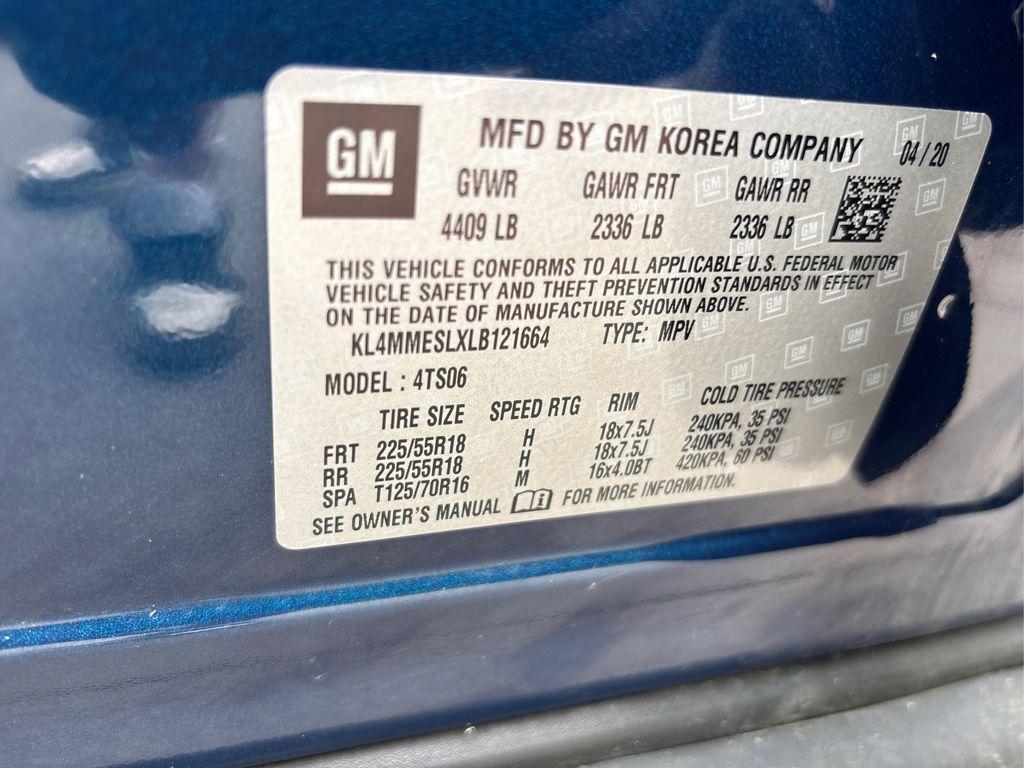 GM
MFD BY GM KOREA COMPANY 04/20
GVWR GAWR FRT GAWR RR
4409 LB 2336 LB 2336 LB
THIS VEHICLE CONFORMS TO ALL APPLICABLE U.S. FEDERAL MOTOR
VEHICLE SAFETY AND THEFT PREVENTION STANDARDS IN EFFECT
ON THE DATE OF MANUFACTURE SHOWN ABOVE.
KL4MMESLXLB121664 TYPE: MPV
MODEL : 4TS06
TIRE SIZE SPEED RTG RIM COLD TIRE PRESSURE
FRT 225/55R18 H 18x7.5J 240KPA, 35 PSI
RR 225/55R18 H 18x7.5J 240KPA, 35 PSI
SPA T125/70R16 M 16x4.0BT 420KPA, 60 PSI
SEE OWNER'S MANUAL FOR MORE INFORMATION.